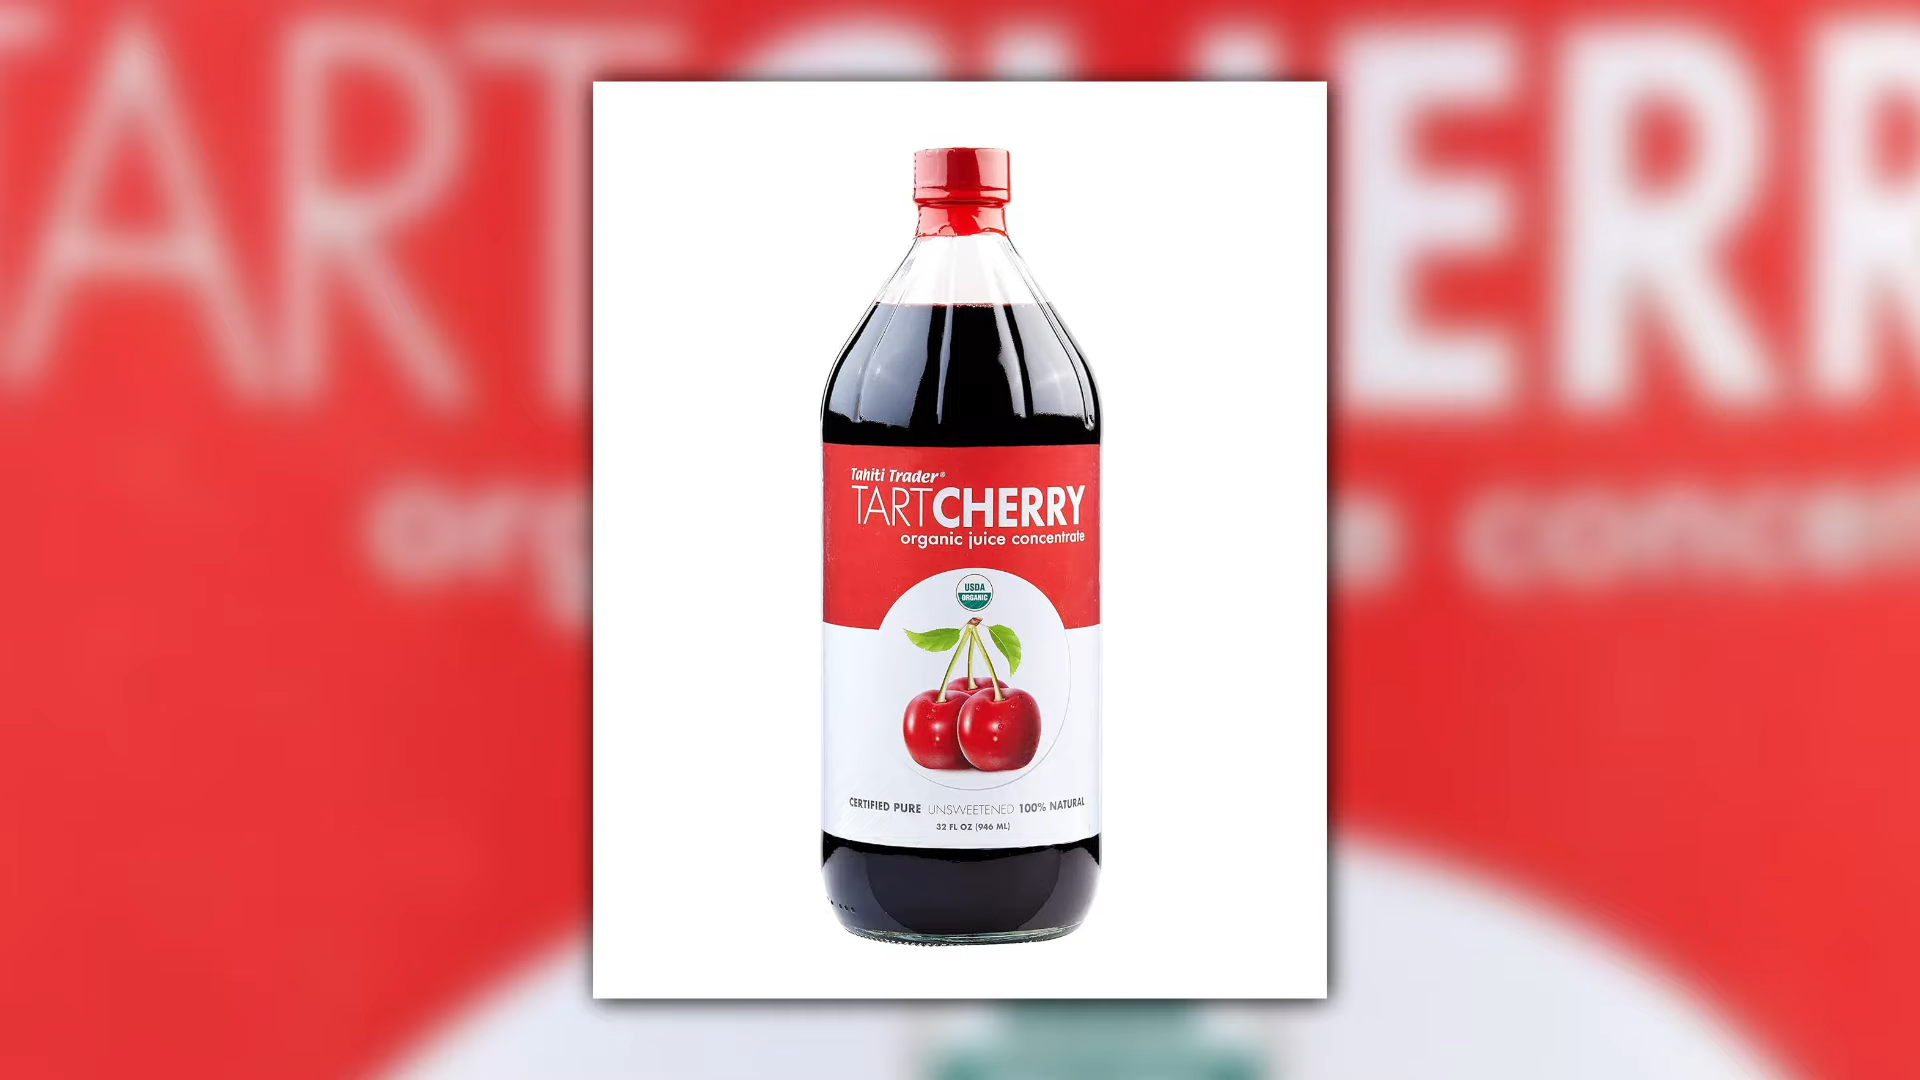 Tahiti Trader®
TARTCHERRY
organic juice concentrate
USDA
ORGANIC
CERTIFIED PURE UNSWEETENED 100% NATURAL
32 FL OZ (946 ML)